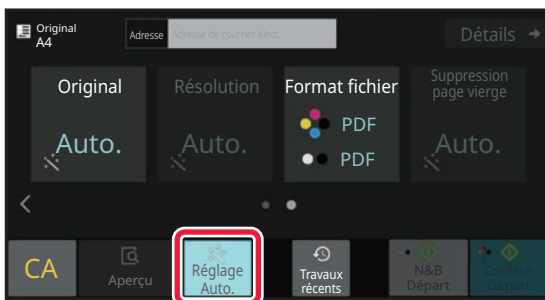 Original
A4
Adresse
Adresse de courrier élect.
Détails
Original
Auto.
Résolution
Auto.
Format fichier
PDF
PDF
Suppression
page vierge
Auto.
CA
Aperçu
Réglage
Auto.
Travaux
récents
N&B
Départ
Couleur
Départ